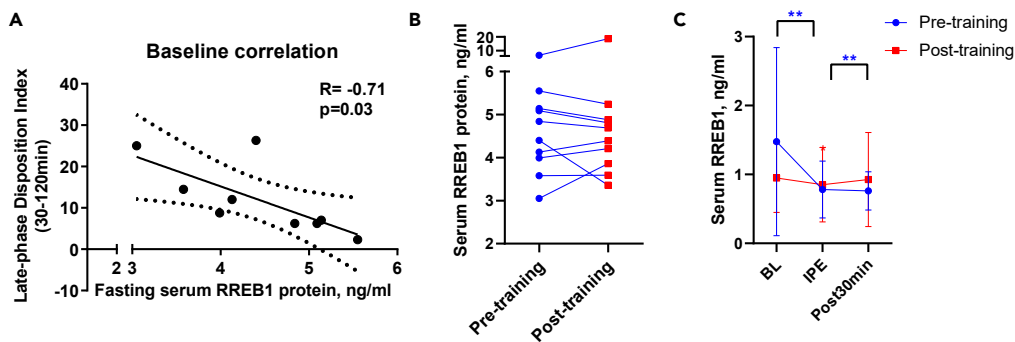 A
Baseline correlation
R= -0.71
p=0.03
Late-phase Disposition Index
(30-120min)
40
30
20
10
0
-10
2 3 4 5 6
Fasting serum RREB1 protein, ng/ml
B
Serum RREB1 protein, ng/ml
20
10
6
5
4
3
2
Pre-training
Post-training
C
Pre-training
Post-training
**
**
Serum RREB1, ng/ml
3
2
1
0
*
BL
IPE
Post30min